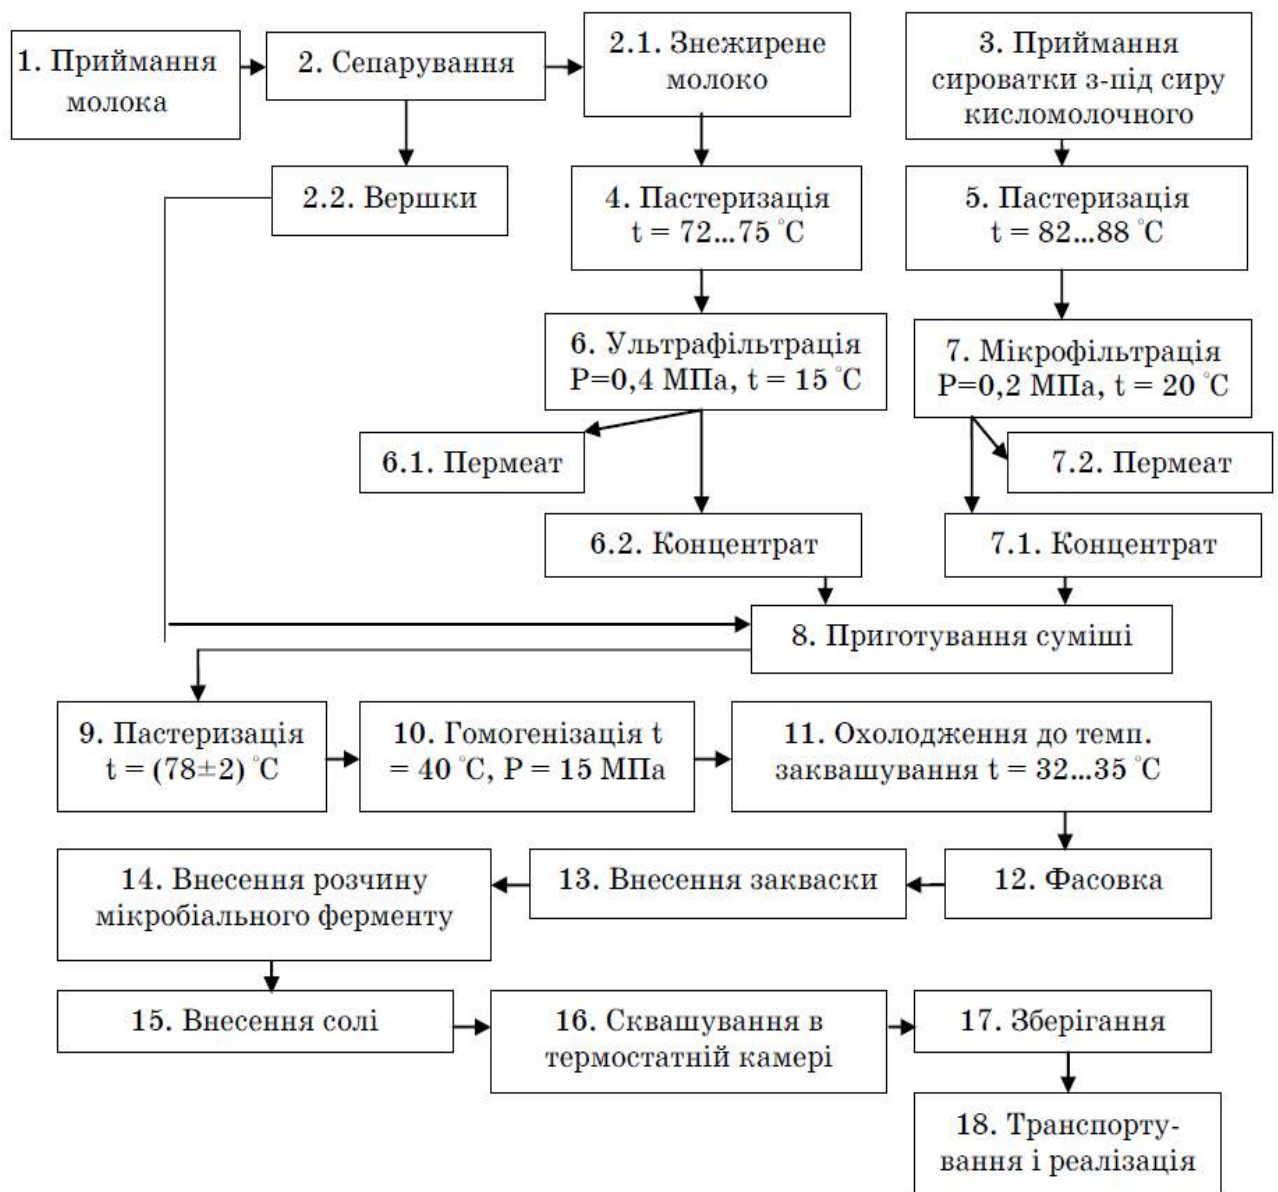 1. Приймання
молока
2. Сепарування
2.1. Знежирене
молоко
3. Приймання
сироватки з-під сиру
кисломолочного
2.2. Вершки
4. Пастеризація
t = 72...75 °C
5. Пастеризація
t = 82...88 °C
6. Ультрафільтрація
P=0,4 МПа, t = 15 °C
7. Мікрофільтрація
P=0,2 МПа, t = 20 °C
6.1. Пермеат
7.2. Пермеат
6.2. Концентрат
7.1. Концентрат
8. Приготування суміші
9. Пастеризація
t = (78±2) °C
10. Гомогенізація t
= 40 °C, P = 15 МПа
11. Охолодження до темп.
заквашування t = 32...35 °C
12. Фасовка
13. Внесення закваски
14. Внесення розчину
мікробіального ферменту
15. Внесення солі
16. Сквашування в
термостатній камері
17. Зберігання
18. Транспорту-
вання і реалізація